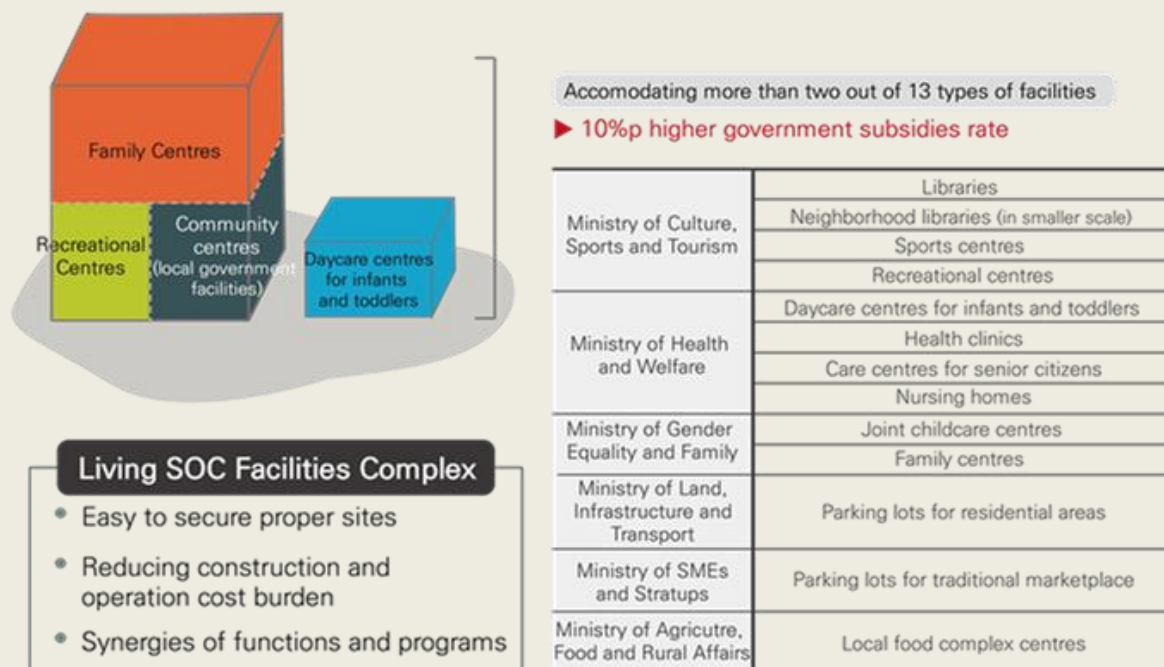 Family Centres
Recreational
Centres
Community
centres
(local government
facilities)
Daycare centres
for infants
and toddlers
Living SOC Facilities Complex
Easy to secure proper sites
Reducing construction and
operation cost burden
Synergies of functions and programs
Accomodating more than two out of 13 types of facilities
▶ 10%p higher government subsidies rate
Ministry of Culture,
Sports and Tourism
Libraries
Neighborhood libraries (in smaller scale)
Sports centres
Recreational centres
Ministry of Health
and Welfare
Daycare centres for infants and toddlers
Health clinics
Care centres for senior citizens
Nursing homes
Ministry of Gender
Equality and Family
Joint childcare centres
Family centres
Ministry of Land,
Infrastructure and
Transport
Parking lots for residential areas
Ministry of SMEs
and Stratups
Parking lots for traditional marketplace
Ministry of Agricutre,
Food and Rural Affairs
Local food complex centres